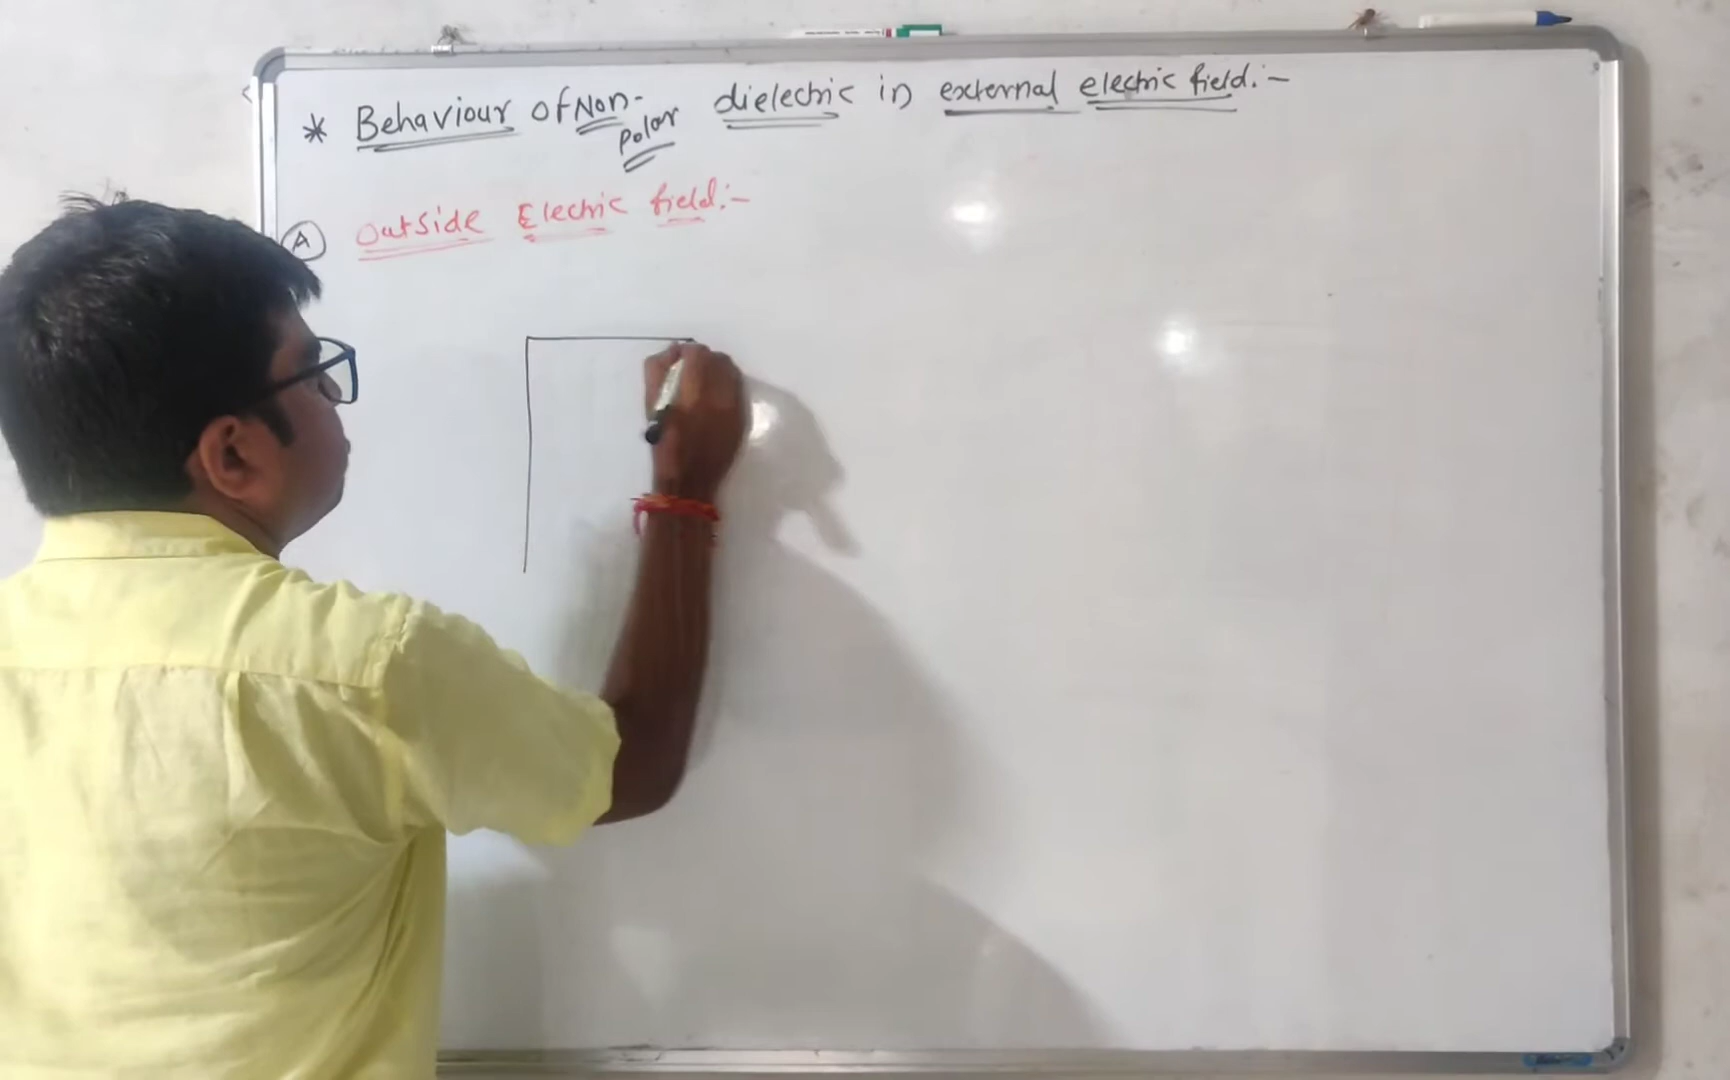 * Behaviour of Non-polar dielectric in external electric field:-
A Outside Electric field:-